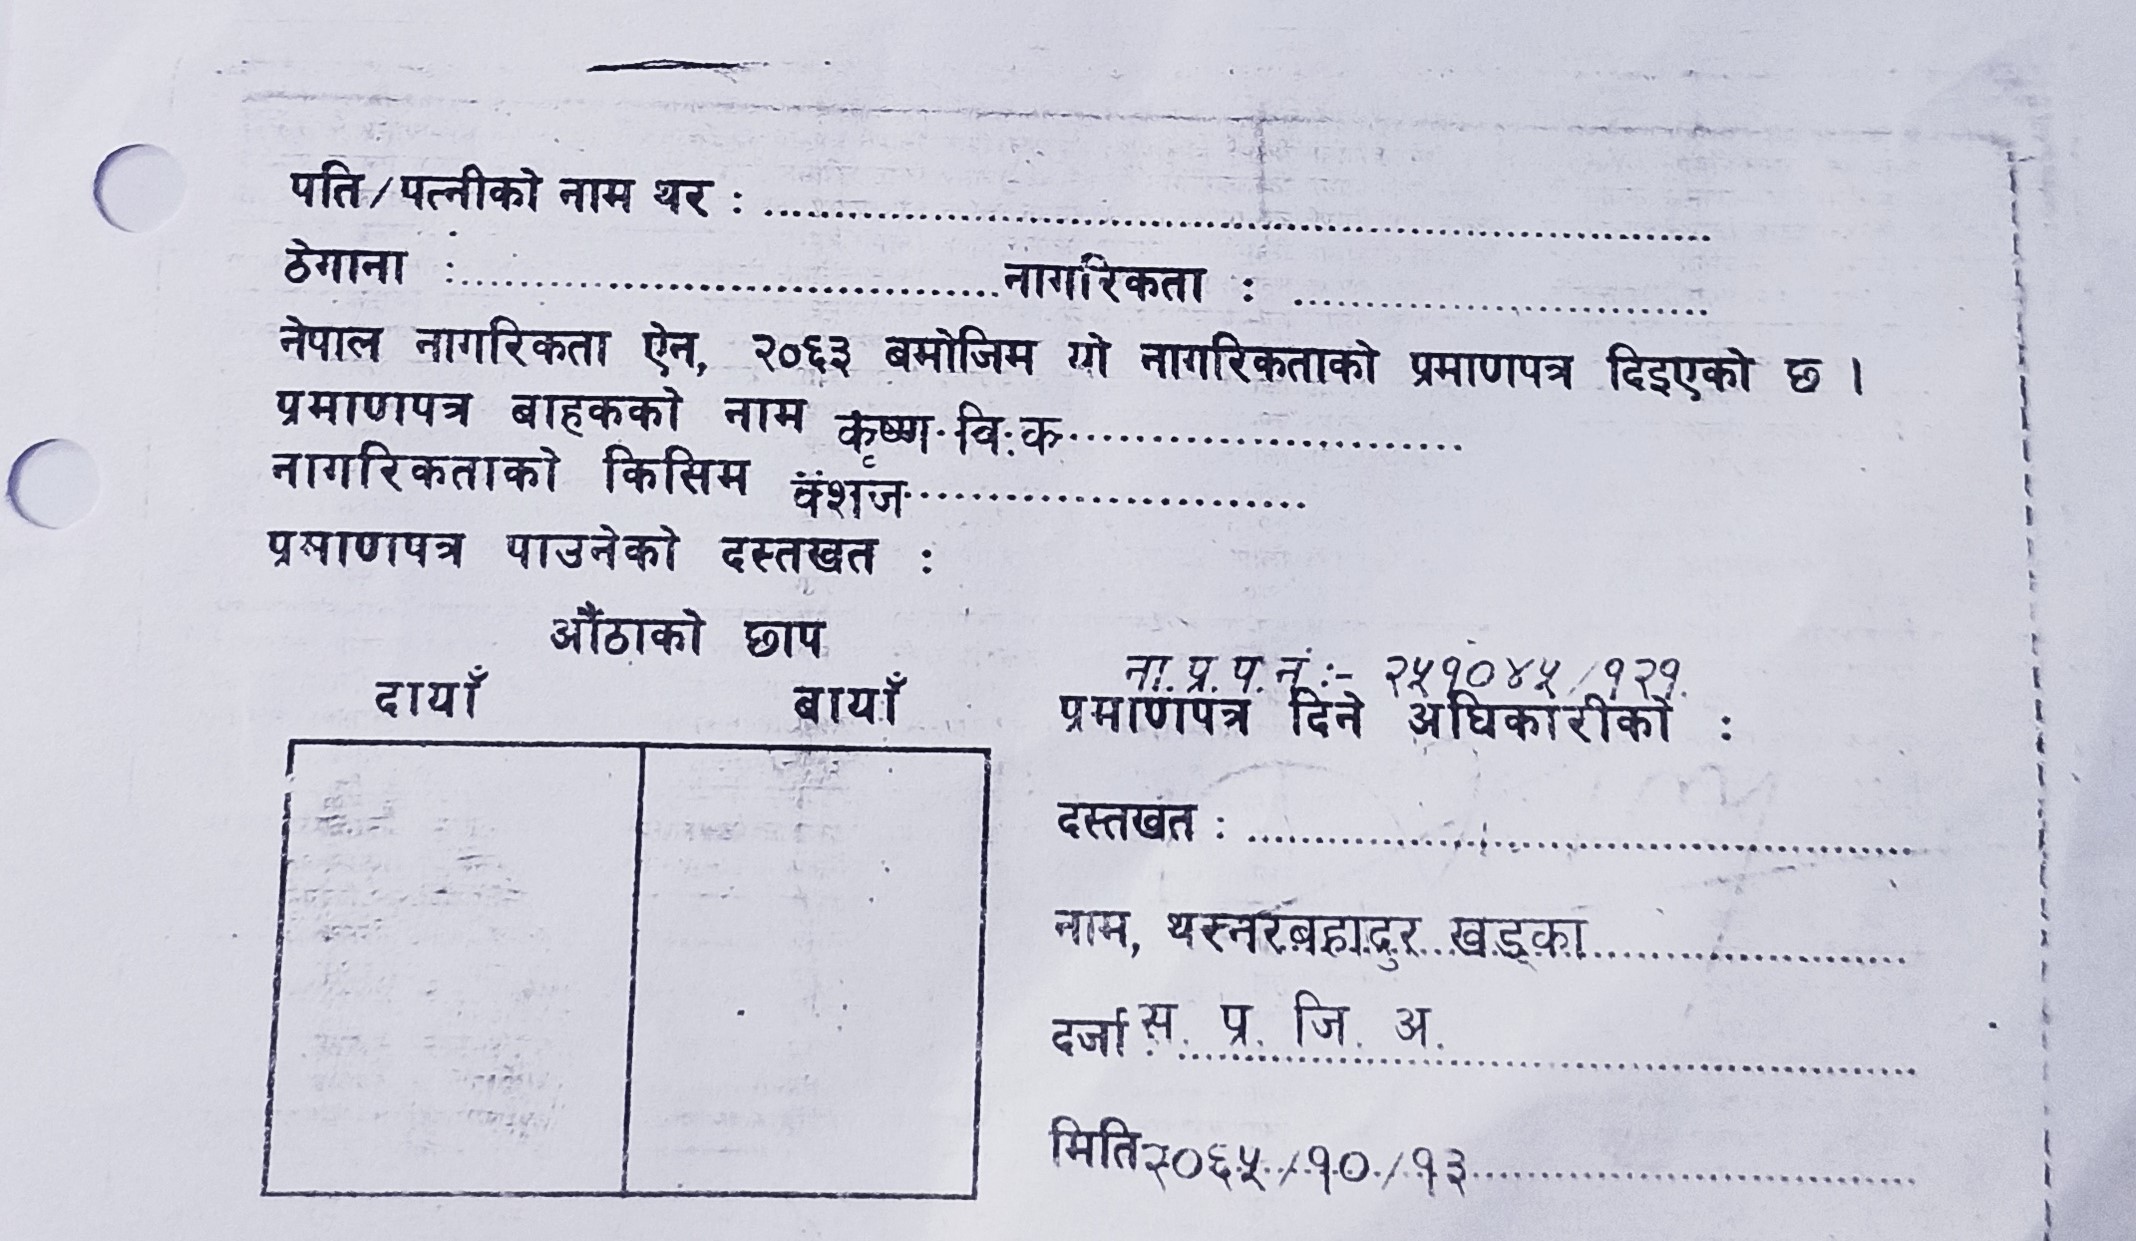 पति/पत्नीको नाम थर : ........................................
ठेगाना : ........................................ नागरिकता : ........................................
नेपाल नागरिकता ऐन, २०६३ बमोजिम यो नागरिकताको प्रमाणपत्र दिइएको छ ।
प्रमाणपत्र बाहकको नाम कृष्ण वि.क ........................................
नागरिकताको किसिम वंशज ........................................
प्रमाणपत्र पाउनेको दस्तखत :
औंठाको छाप
दायाँ बायाँ
ना.प्र.प.नं:- २५१०४५/१२१.
प्रमाणपत्र दिने अधिकारीको :
दस्तखत : ........................................
नाम, थर नरबहादुर खड्का ........................................
दर्जा : स. प्र. जि. अ. ........................................
मिति २०६५/१०/१३ ........................................